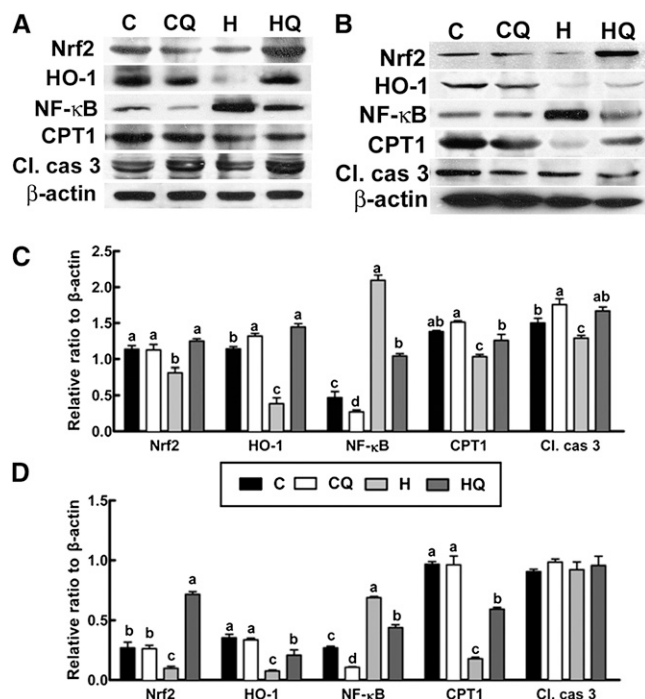 A
C CQ H HQ
Nrf2
HO-1
NF-κB
CPT1
Cl. cas 3
β-actin
B
C CQ H HQ
Nrf2
HO-1
NF-κB
CPT1
Cl. cas 3
β-actin
C
Relative ratio to β-actin
2.5
2.0
1.5
1.0
0.5
0.0
a a b a
b a c a
c d a b
ab a c b
b a c ab
Nrf2 HO-1 NF-κB CPT1 Cl. cas 3
C CQ H HQ
D
Relative ratio to β-actin
1.5
1.0
0.5
0.0
b b c a
a a c b
c d a b
a a c b
Nrf2 HO-1 NF-κB CPT1 Cl. cas 3